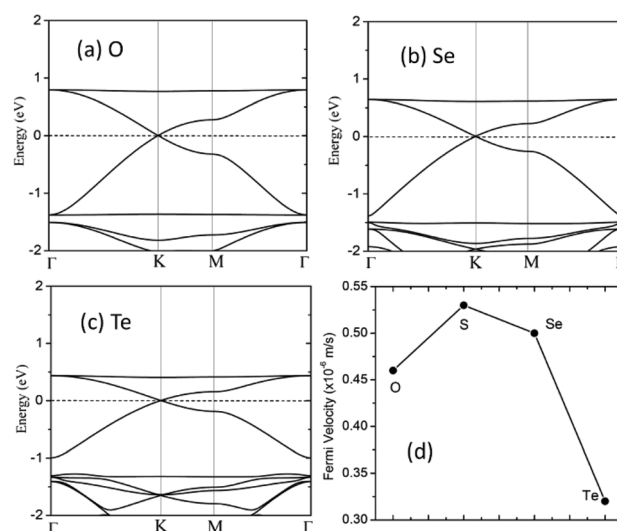 (a) O
Energy (eV)
2
1
0
-1
-2
Γ K M Γ
(b) Se
Energy (eV)
2
1
0
-1
-2
Γ K M
(c) Te
Energy (eV)
2
1
0
-1
-2
Γ K M Γ
(d)
Fermi Velocity (x10⁻⁶ m/s)
0.55
0.50
0.45
0.40
0.35
0.30
O
S
Se
Te